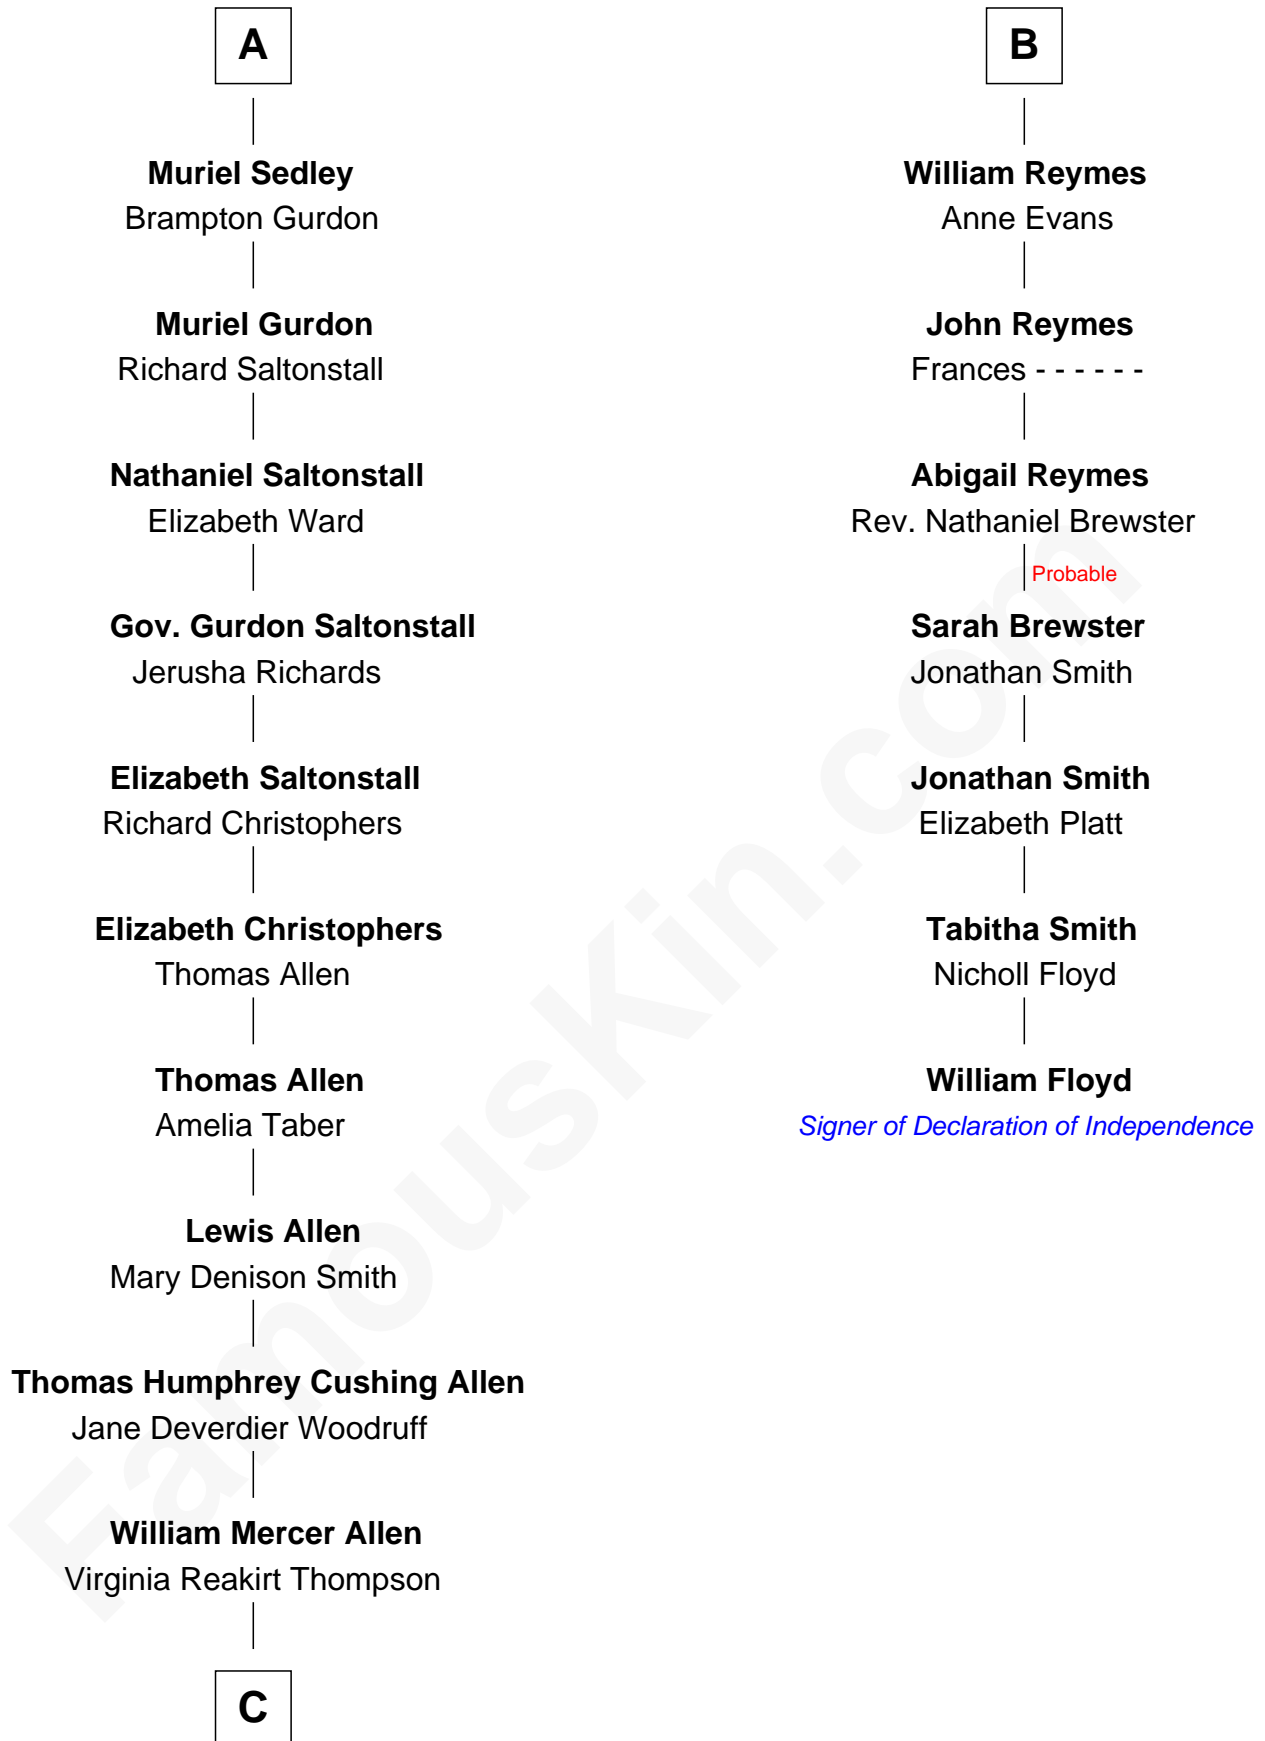 A
Muriel Sedley
Brampton Gurdon
Muriel Gurdon
Richard Saltonstall
Nathaniel Saltonstall
Elizabeth Ward
Gov. Gurdon Saltonstall
Jerusha Richards
Elizabeth Saltonstall
Richard Christophers
Elizabeth Christophers
Thomas Allen
Thomas Allen
Amelia Taber
Lewis Allen
Mary Denison Smith
Thomas Humphrey Cushing Allen
Jane Deverdier Woodruff
William Mercer Allen
Virginia Reakirt Thompson
C
B
William Reymes
Anne Evans
John Reymes
Frances - - - - - -
Abigail Reymes
Rev. Nathaniel Brewster
Probable
Sarah Brewster
Jonathan Smith
Jonathan Smith
Elizabeth Platt
Tabitha Smith
Nicholl Floyd
William Floyd
Signer of Declaration of Independence
FamousKin.com